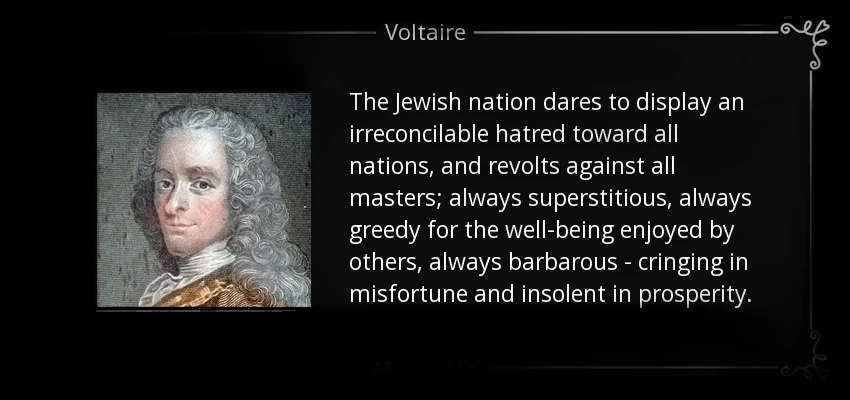 Voltaire
The Jewish nation dares to display an
irreconcilable hatred toward all
nations, and revolts against all
masters; always superstitious, always
greedy for the well-being enjoyed by
others, always barbarous - cringing in
misfortune and insolent in prosperity.